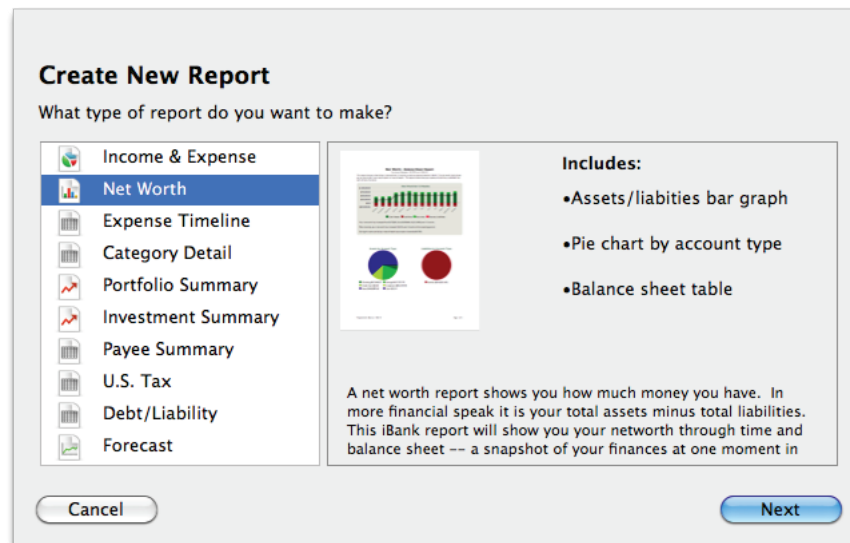 Create New Report
What type of report do you want to make?
Income & Expense
Net Worth
Expense Timeline
Category Detail
Portfolio Summary
Investment Summary
Payee Summary
U.S. Tax
Debt/Liability
Forecast
Includes:
•Assets/liabities bar graph
•Pie chart by account type
•Balance sheet table
A net worth report shows you how much money you have. In
more financial speak it is your total assets minus total liabilities.
This iBank report will show you your networth through time and
balance sheet -- a snapshot of your finances at one moment in
Cancel
Next